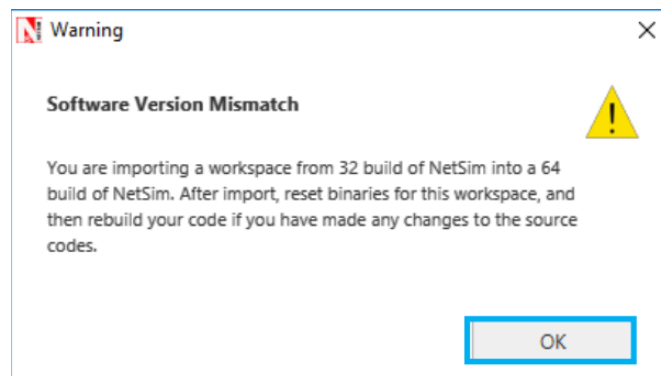 Warning
Software Version Mismatch
You are importing a workspace from 32 build of NetSim into a 64
build of NetSim. After import, reset binaries for this workspace, and
then rebuild your code if you have made any changes to the source
codes.
OK